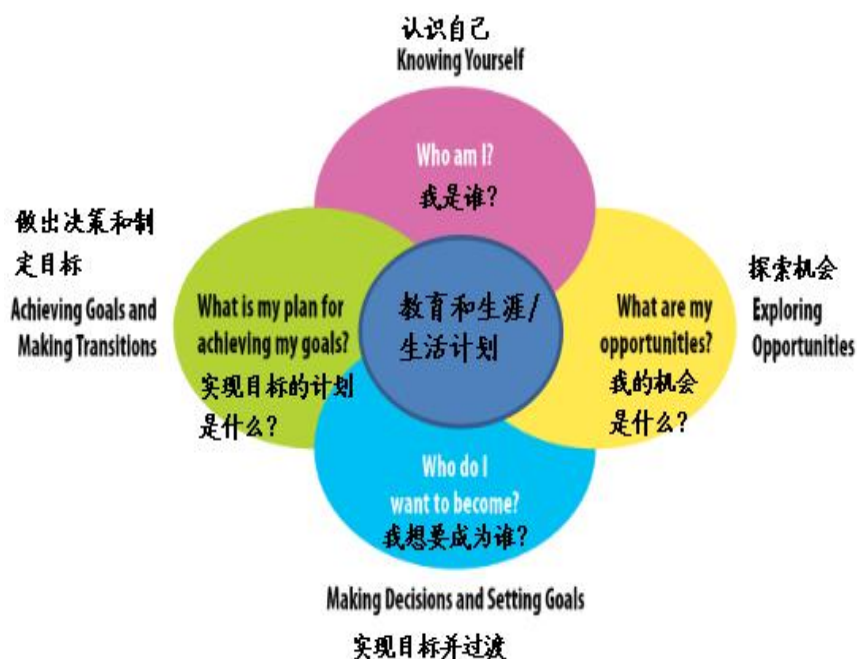 认识自己
Knowing Yourself
Who am I?
我是谁？
做出决策和制
定目标
Achieving Goals and
Making Transitions
What is my plan for
achieving my goals?
实现目标的计划
是什么？
教育和生涯/
生活计划
What are my
opportunities?
我的机会
是什么？
探索机会
Exploring
Opportunities
Who do I
want to become?
我想要成为谁？
Making Decisions and Setting Goals
实现目标并过渡